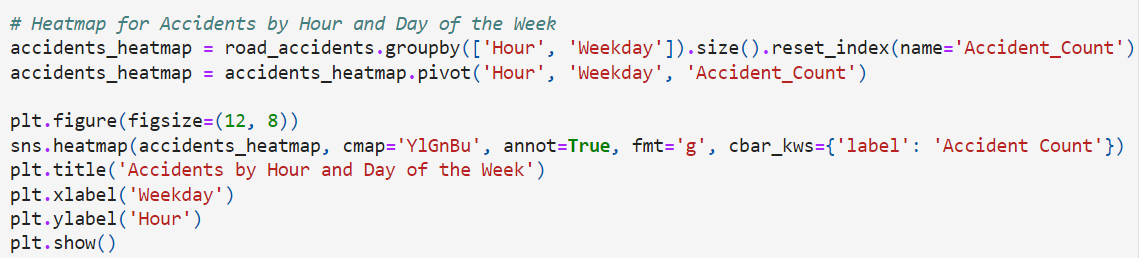 # Heatmap for Accidents by Hour and Day of the Week
accidents_heatmap = road_accidents.groupby(['Hour', 'Weekday']).size().reset_index(name='Accident_Count')
accidents_heatmap = accidents_heatmap.pivot('Hour', 'Weekday', 'Accident_Count')

plt.figure(figsize=(12, 8))
sns.heatmap(accidents_heatmap, cmap='YlGnBu', annot=True, fmt='g', cbar_kws={'label': 'Accident Count'})
plt.title('Accidents by Hour and Day of the Week')
plt.xlabel('Weekday')
plt.ylabel('Hour')
plt.show()